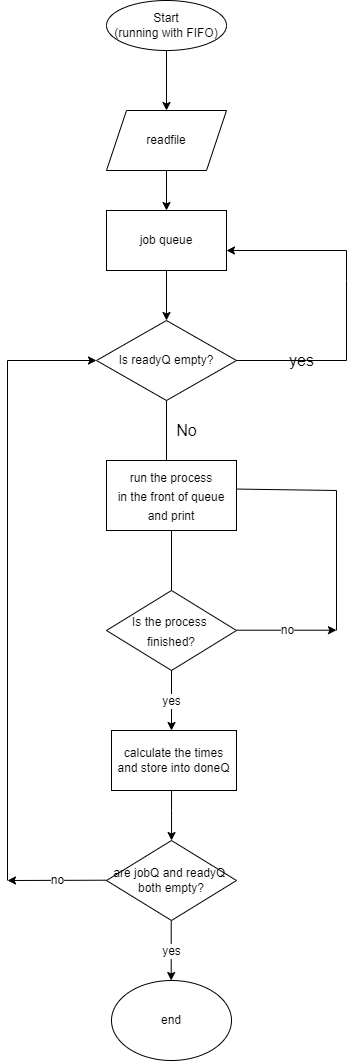 Start
(running with FIFO)
readfile
job queue
Is readyQ empty?
yes
No
run the process
in the front of queue
and print
Is the process
finished?
no
yes
calculate the times
and store into doneQ
are jobQ and readyQ
both empty?
no
yes
end